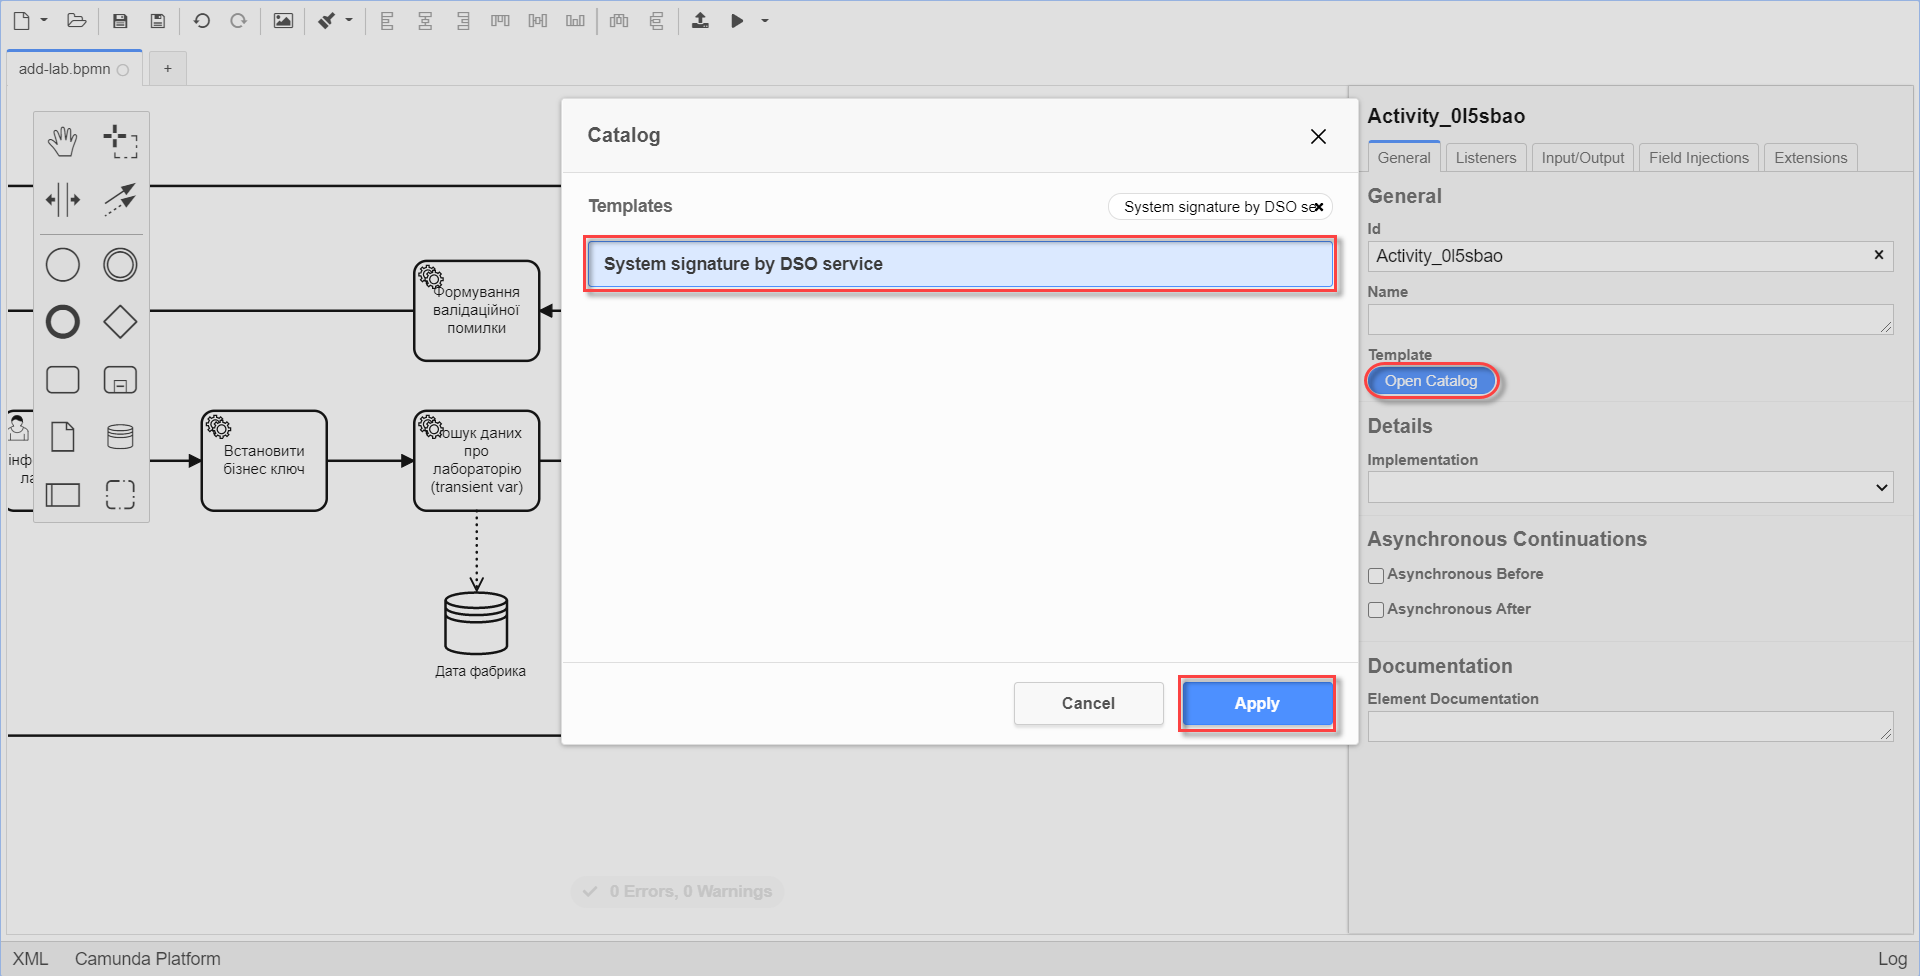 add-lab.bpmn
+
Catalog
Templates
System signature by DSO se
System signature by DSO service
Cancel
Apply
Формування
валідаційної
помилки
Встановити
бізнес ключ
ошук даних
про
лабораторію
(transient var)
інф
ла
Дата фабрика
0 Errors, 0 Warnings
Activity_0l5sbao
General
Listeners
Input/Output
Field Injections
Extensions
General
Id
Activity_0l5sbao
Name
Template
Open Catalog
Details
Implementation
Asynchronous Continuations
Asynchronous Before
Asynchronous After
Documentation
Element Documentation
XML
Camunda Platform
Log